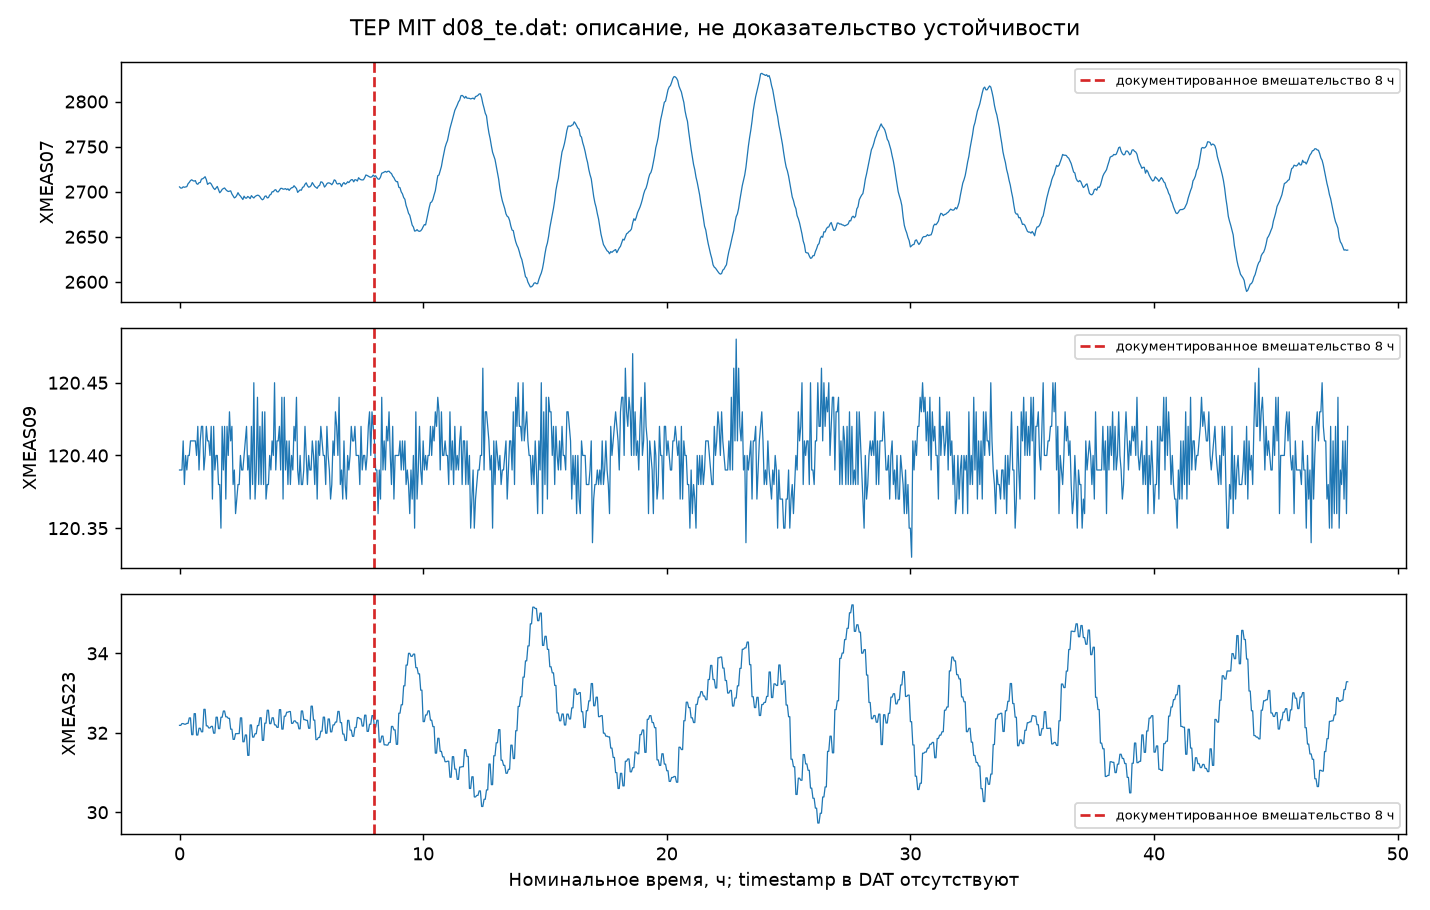 TEP MIT d08_te.dat: описание, не доказательство устойчивости
XMEAS07
2800
2750
2700
2650
2600
документированное вмешательство 8 ч
XMEAS09
120.45
120.40
120.35
документированное вмешательство 8 ч
XMEAS23
34
32
30
документированное вмешательство 8 ч
0 10 20 30 40 50
Номинальное время, ч; timestamp в DAT отсутствуют